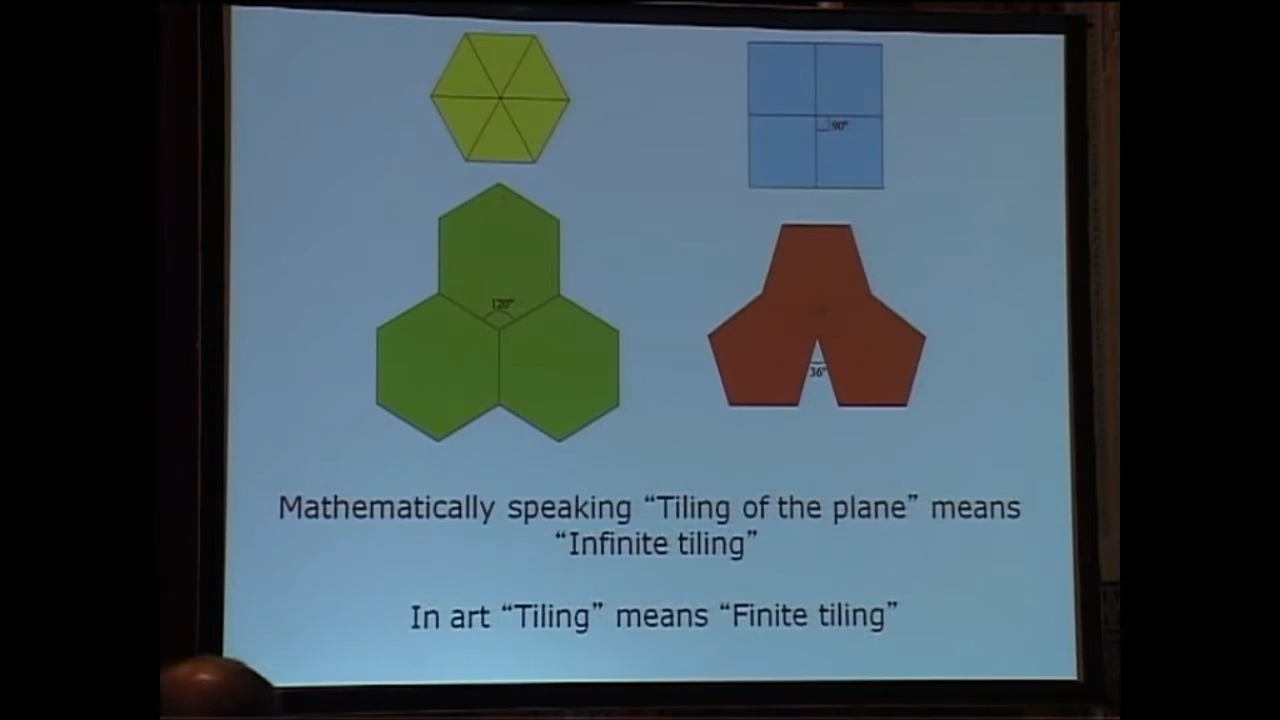 90°
120°
36°
Mathematically speaking “Tiling of the plane” means
“Infinite tiling”
In art “Tiling” means “Finite tiling”